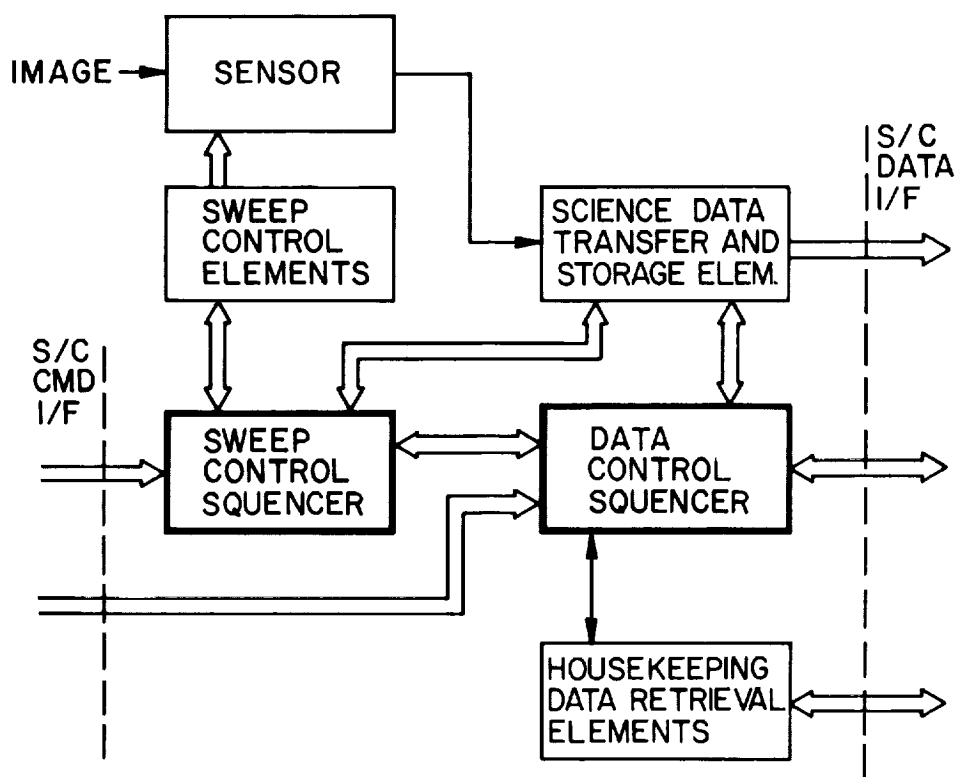 IMAGE
SENSOR
S/C
DATA
I/F
SWEEP
CONTROL
ELEMENTS
SCIENCE DATA
TRANSFER AND
STORAGE ELEM.
S/C
CMD
I/F
SWEEP
CONTROL
SQUENCER
DATA
CONTROL
SQUENCER
HOUSEKEEPING
DATA RETRIEVAL
ELEMENTS